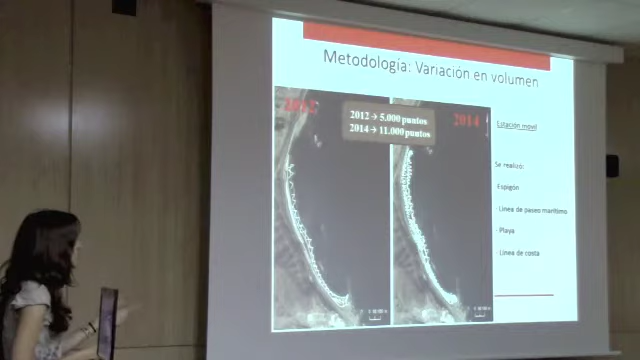 Metodología: Variación en volumen
2012
2012 → 5.000 puntos
2014 → 11.000 puntos
2014
Estación movil
Se realizó:
Espigón
· Línea de paseo marítimo
· Playa
· Línea de costa